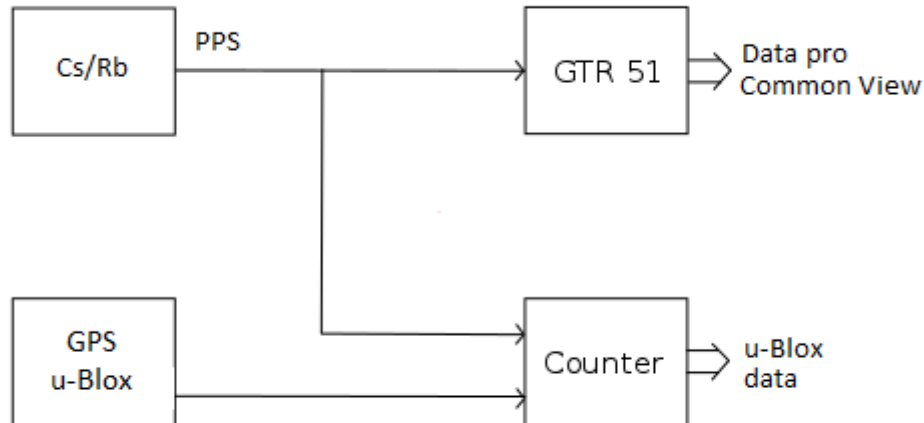 Cs/Rb
PPS
GTR 51
Data pro
Common View
GPS
u-Blox
Counter
u-Blox
data